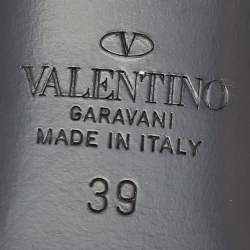 VALENTINO
GARAVANI
MADE IN ITALY
39